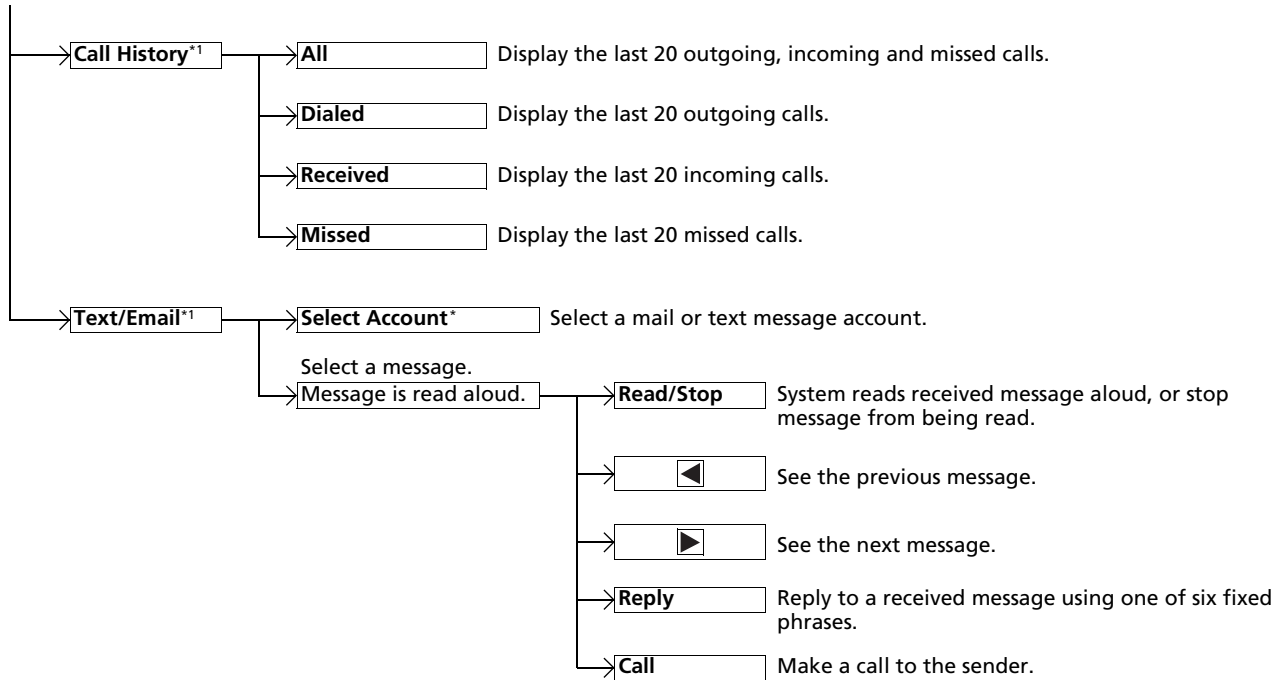 Call History*1
All
Display the last 20 outgoing, incoming and missed calls.
Dialed
Display the last 20 outgoing calls.
Received
Display the last 20 incoming calls.
Missed
Display the last 20 missed calls.
Text/Email*1
Select Account*
Select a mail or text message account.
Select a message.
Message is read aloud.
Read/Stop
System reads received message aloud, or stop
message from being read.
See the previous message.
See the next message.
Reply
Reply to a received message using one of six fixed
phrases.
Call
Make a call to the sender.